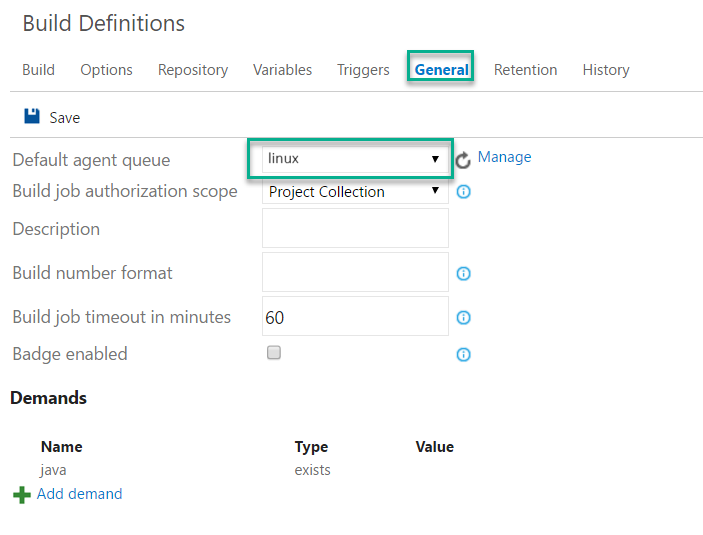 Build Definitions
Build Options Repository Variables Triggers General Retention History
Save
Default agent queue linux Manage
Build job authorization scope Project Collection
Description
Build number format
Build job timeout in minutes 60
Badge enabled
Demands
Name Type Value
java exists
Add demand